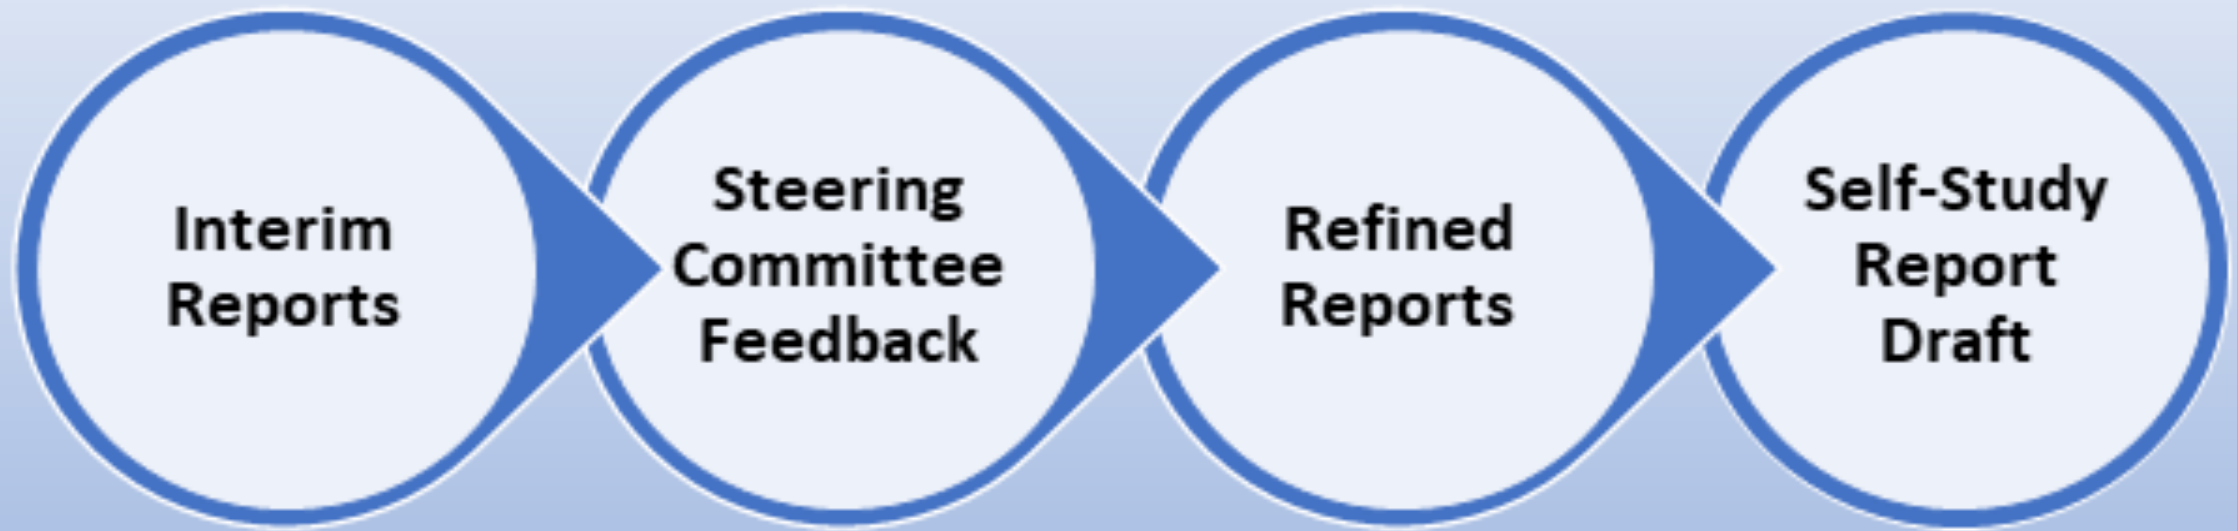 Interim
Reports
Steering
Committee
Feedback
Refined
Reports
Self-Study
Report
Draft